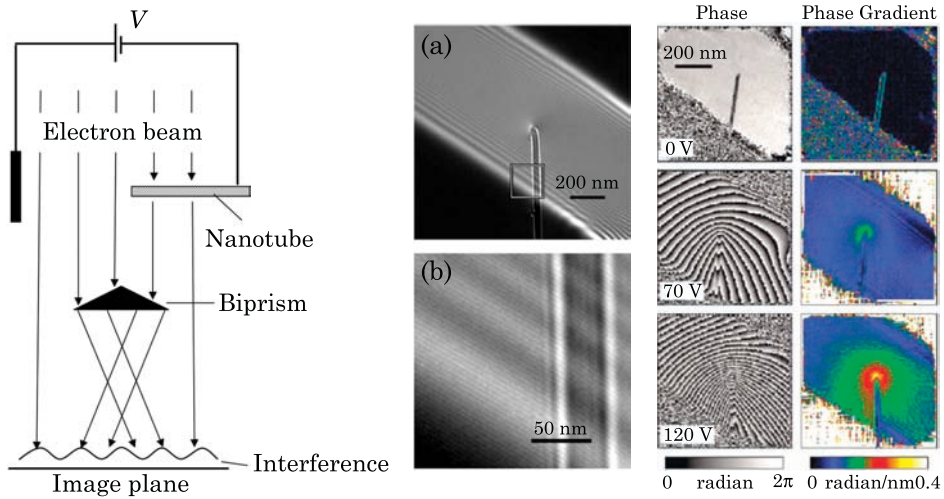 V
Electron beam
Nanotube
Biprism
Interference
Image plane
(a)
200 nm
(b)
50 nm
Phase
Phase Gradient
200 nm
0 V
70 V
120 V
radian 2π
0 radian/nm0.4